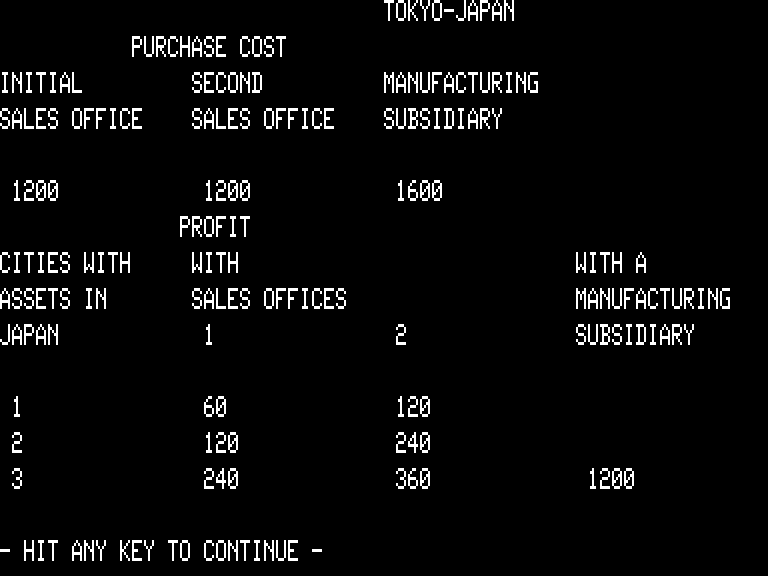 TOKYO-JAPAN
PURCHASE COST
INITIAL SECOND MANUFACTURING
SALES OFFICE SALES OFFICE SUBSIDIARY
1200 1200 1600
PROFIT
CITIES WITH WITH WITH A
ASSETS IN SALES OFFICES MANUFACTURING
JAPAN 1 2 SUBSIDIARY
1 60 120
2 120 240
3 240 360 1200
- HIT ANY KEY TO CONTINUE -